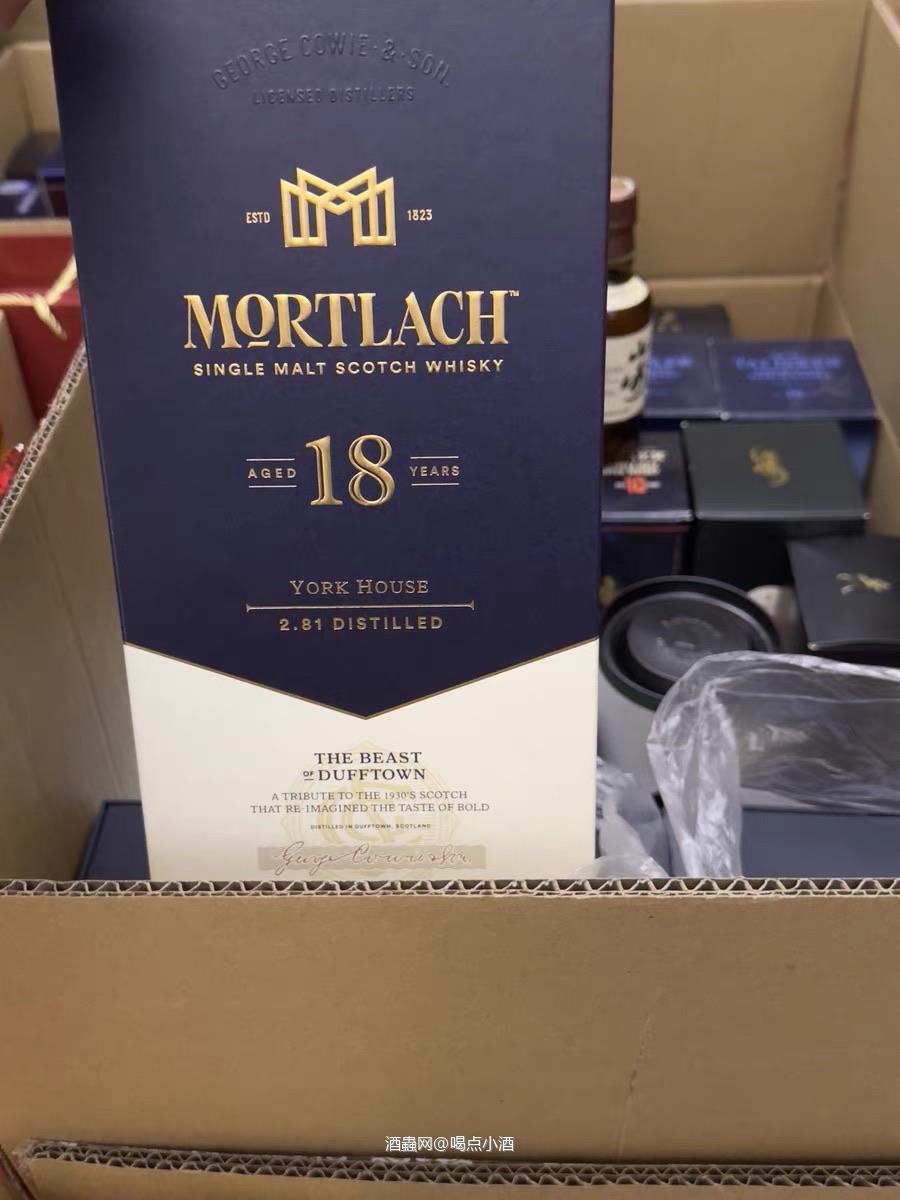 GEORGE COWIE & SON
LICENSED DISTILLERS
ESTD 1823
MORTLACH™
SINGLE MALT SCOTCH WHISKY
AGED 18 YEARS
YORK HOUSE
2.81 DISTILLED
THE BEAST
OF DUFFTOWN
A TRIBUTE TO THE 1930'S SCOTCH
THAT RE-IMAGINED THE TASTE OF BOLD
DISTILLED IN DUFFTOWN, SCOTLAND
酒蟲网@喝点小酒